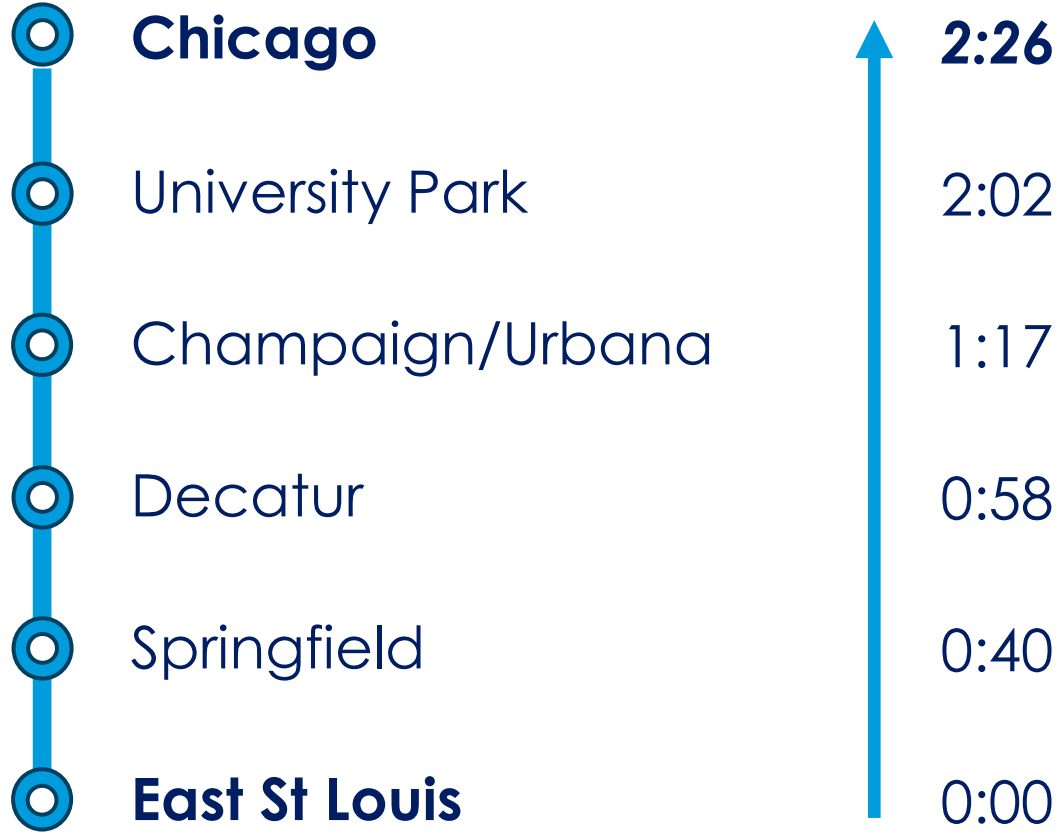 Chicago 2:26
University Park 2:02
Champaign/Urbana 1:17
Decatur 0:58
Springfield 0:40
East St Louis 0:00